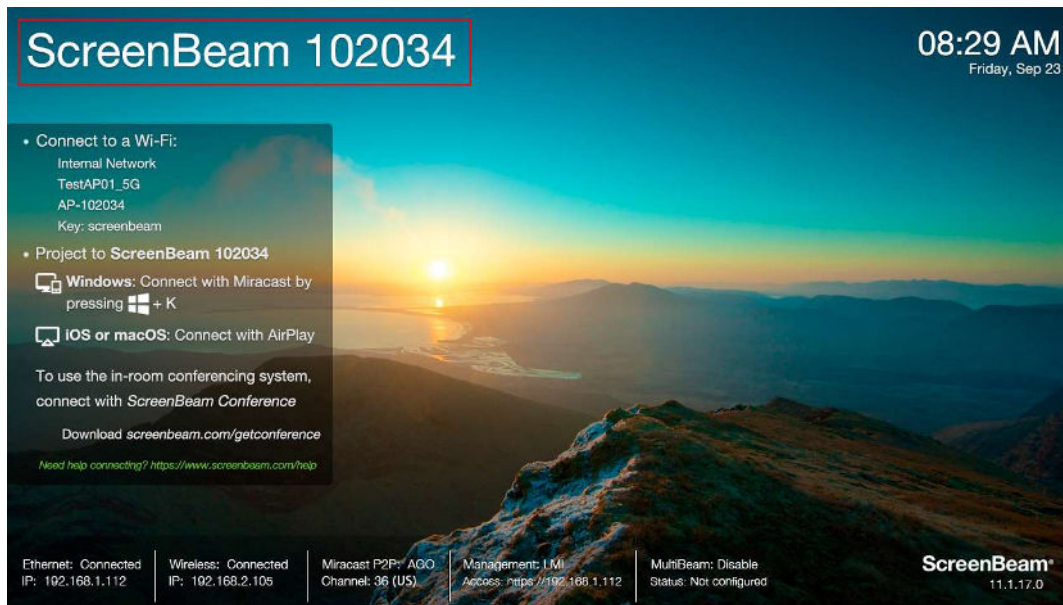 ScreenBeam 102034
08:29 AM
Friday, Sep 23
• Connect to a Wi-Fi:
Internal Network
TestAP01_5G
AP-102034
Key: screenbeam
• Project to ScreenBeam 102034
Windows: Connect with Miracast by
pressing + K
iOS or macOS: Connect with AirPlay
To use the in-room conferencing system,
connect with ScreenBeam Conference
Download screenbeam.com/getconference
Need help connecting? https://www.screenbeam.com/help
Ethernet: Connected
IP: 192.168.1.112
Wireless: Connected
IP: 192.168.2.105
Miracast P2P: AGO
Channel: 36 (US)
Management: LMI
Access: https://192.168.1.112
MultiBeam: Disable
Status: Not configured
ScreenBeam®
11.1.17.0